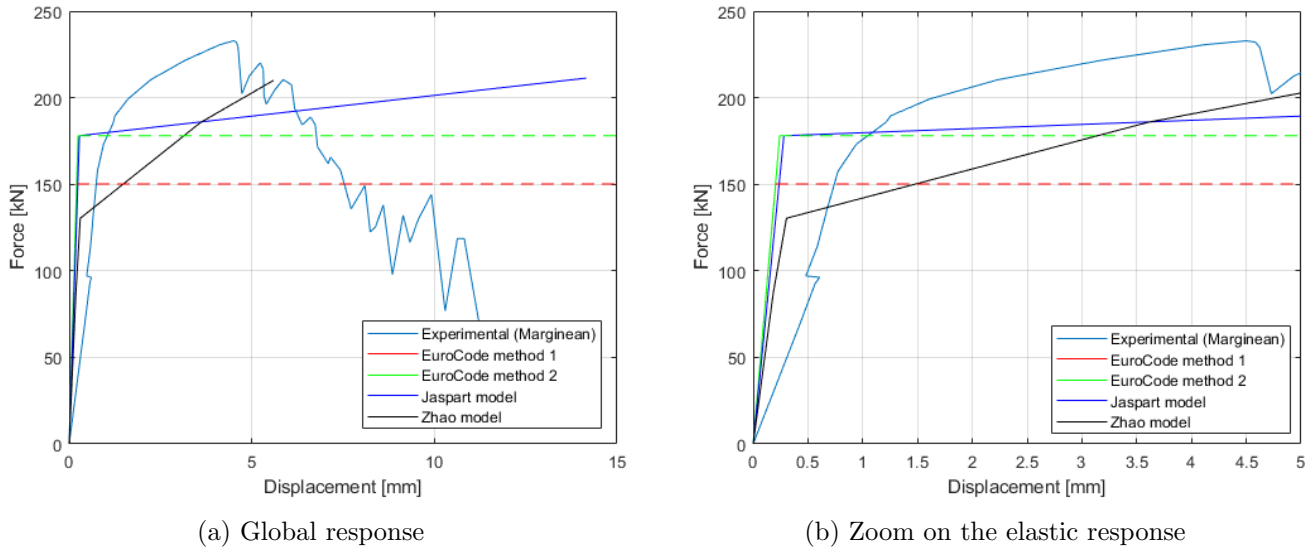 250
200
150
100
50
0
Force [kN]
0
5
10
15
Displacement [mm]
Experimental (Marginean)
EuroCode method 1
EuroCode method 2
Jaspart model
Zhao model
(a) Global response
250
200
150
100
50
0
Force [kN]
0
0.5
1
1.5
2
2.5
3
3.5
4
4.5
5
Displacement [mm]
Experimental (Marginean)
EuroCode method 1
EuroCode method 2
Jaspart model
Zhao model
(b) Zoom on the elastic response